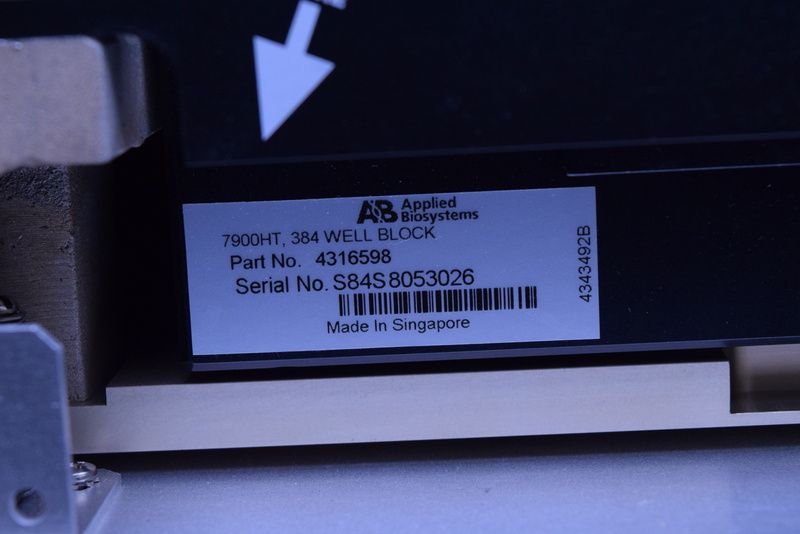 AB Applied Biosystems
7900HT, 384 WELL BLOCK
Part No. 4316598
Serial No. S84S8053026
Made In Singapore
4343492B